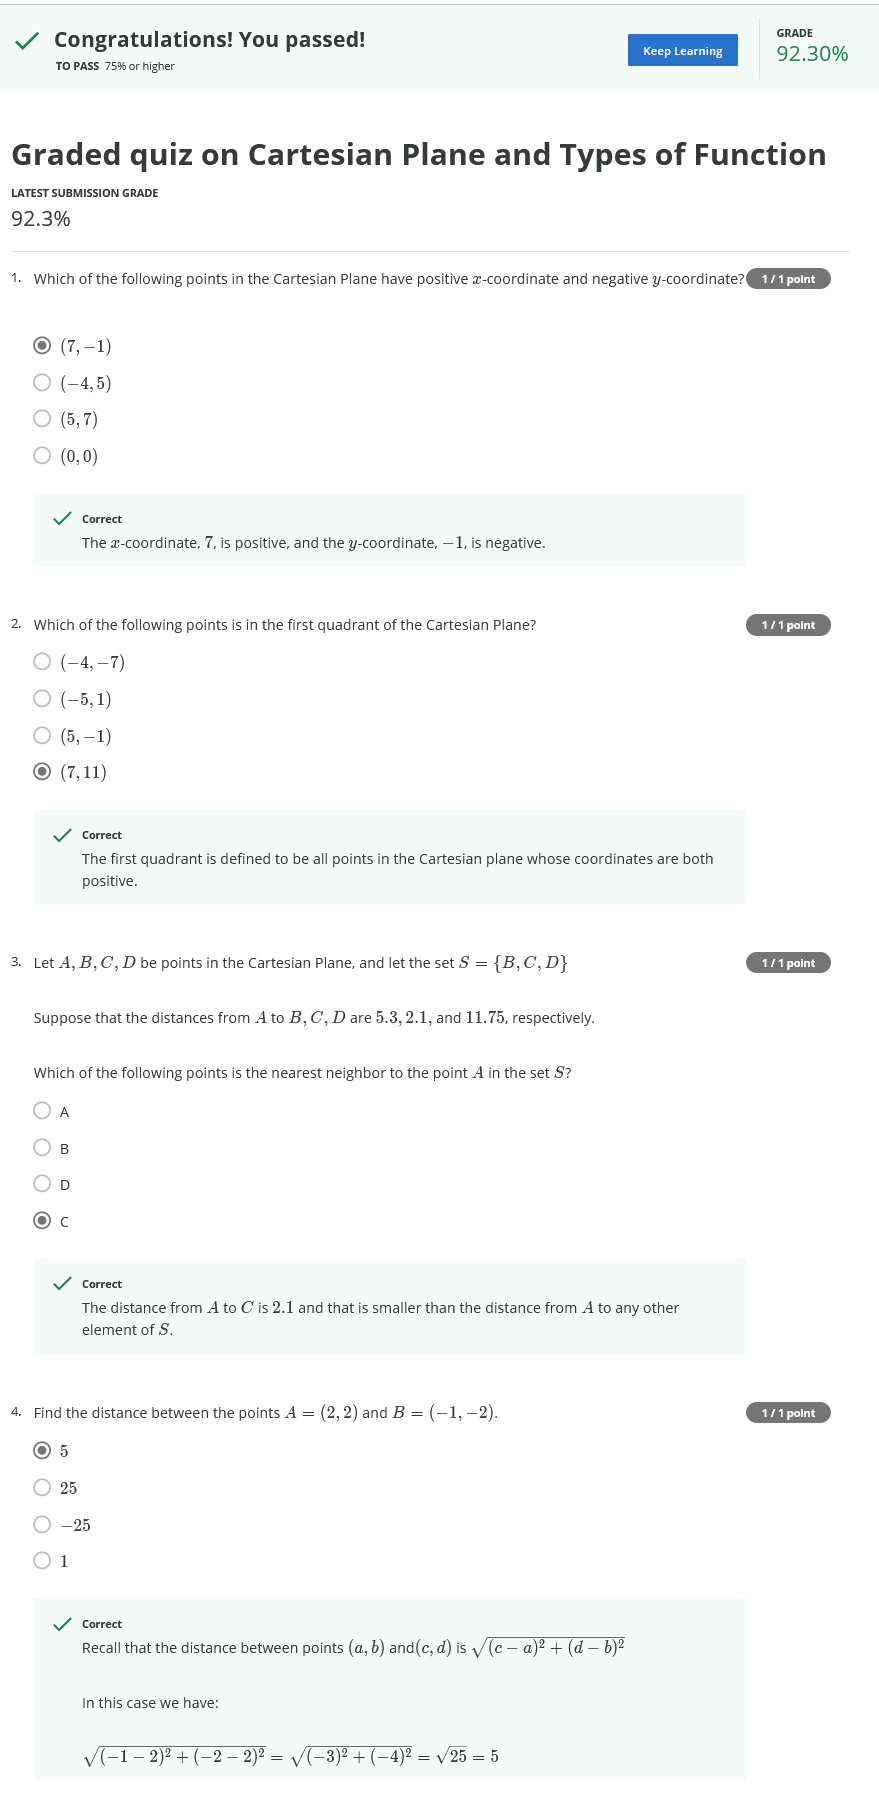 Congratulations! You passed!
TO PASS 75% or higher
Keep Learning
GRADE
92.30%
Graded quiz on Cartesian Plane and Types of Function
LATEST SUBMISSION GRADE
92.3%
1. Which of the following points in the Cartesian Plane have positive x-coordinate and negative y-coordinate? 1 / 1 point
(7, −1)
(−4, 5)
(5, 7)
(0, 0)
Correct
The x-coordinate, 7, is positive, and the y-coordinate, −1, is negative.
2. Which of the following points is in the first quadrant of the Cartesian Plane? 1 / 1 point
(−4, −7)
(−5, 1)
(5, −1)
(7, 11)
Correct
The first quadrant is defined to be all points in the Cartesian plane whose coordinates are both
positive.
3. Let A, B, C, D be points in the Cartesian Plane, and let the set S = {B, C, D} 1 / 1 point
Suppose that the distances from A to B, C, D are 5.3, 2.1, and 11.75, respectively.
Which of the following points is the nearest neighbor to the point A in the set S?
A
B
D
C
Correct
The distance from A to C is 2.1 and that is smaller than the distance from A to any other
element of S.
4. Find the distance between the points A = (2, 2) and B = (−1, −2). 1 / 1 point
5
25
−25
1
Correct
Recall that the distance between points (a, b) and(c, d) is √(c − a)² + (d − b)²
In this case we have:
√(−1 − 2)² + (−2 − 2)² = √(−3)² + (−4)² = √25 = 5